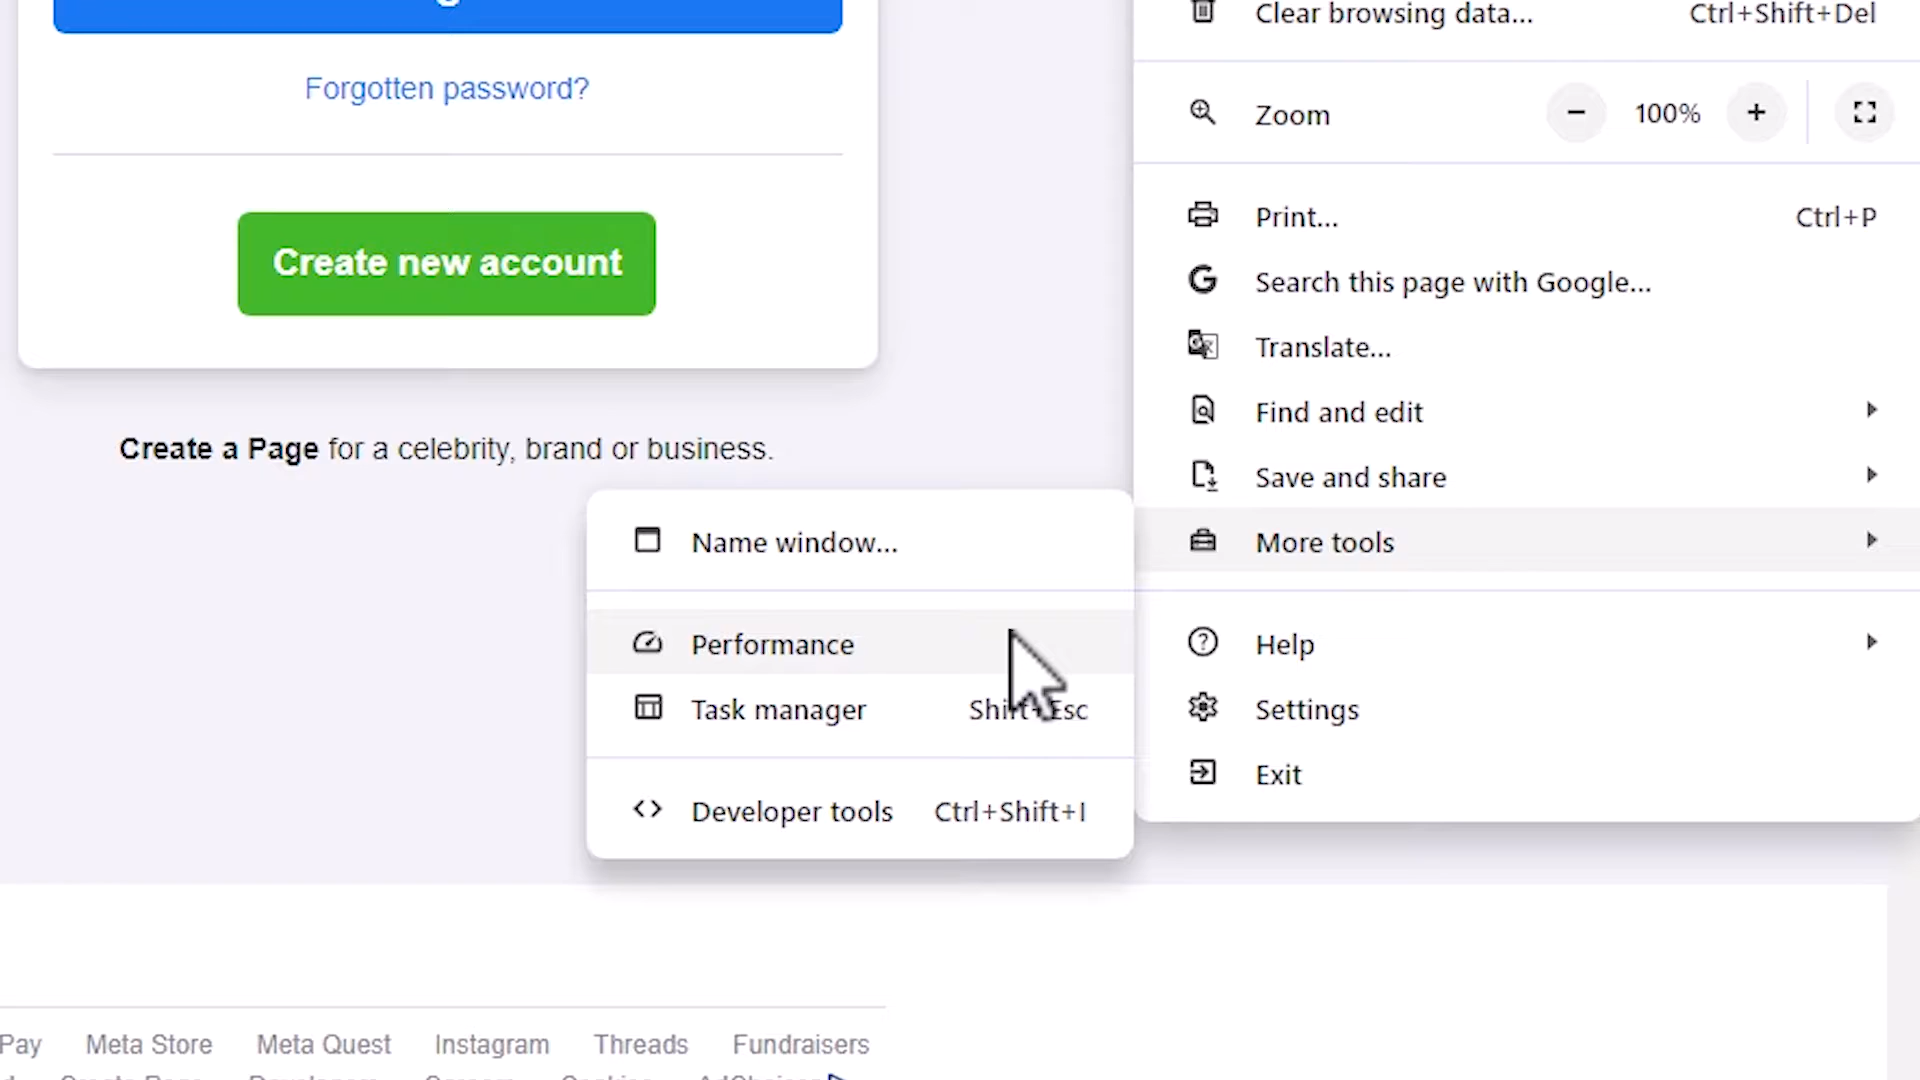 Forgotten password?
Create new account
Create a Page for a celebrity, brand or business.
Clear browsing data... Ctrl+Shift+Del
Zoom 100%
Print... Ctrl+P
Search this page with Google...
Translate...
Find and edit
Save and share
More tools
Help
Settings
Exit
Name window...
Performance
Task manager Shift+Esc
Developer tools Ctrl+Shift+I
Pay Meta Store Meta Quest Instagram Threads Fundraisers